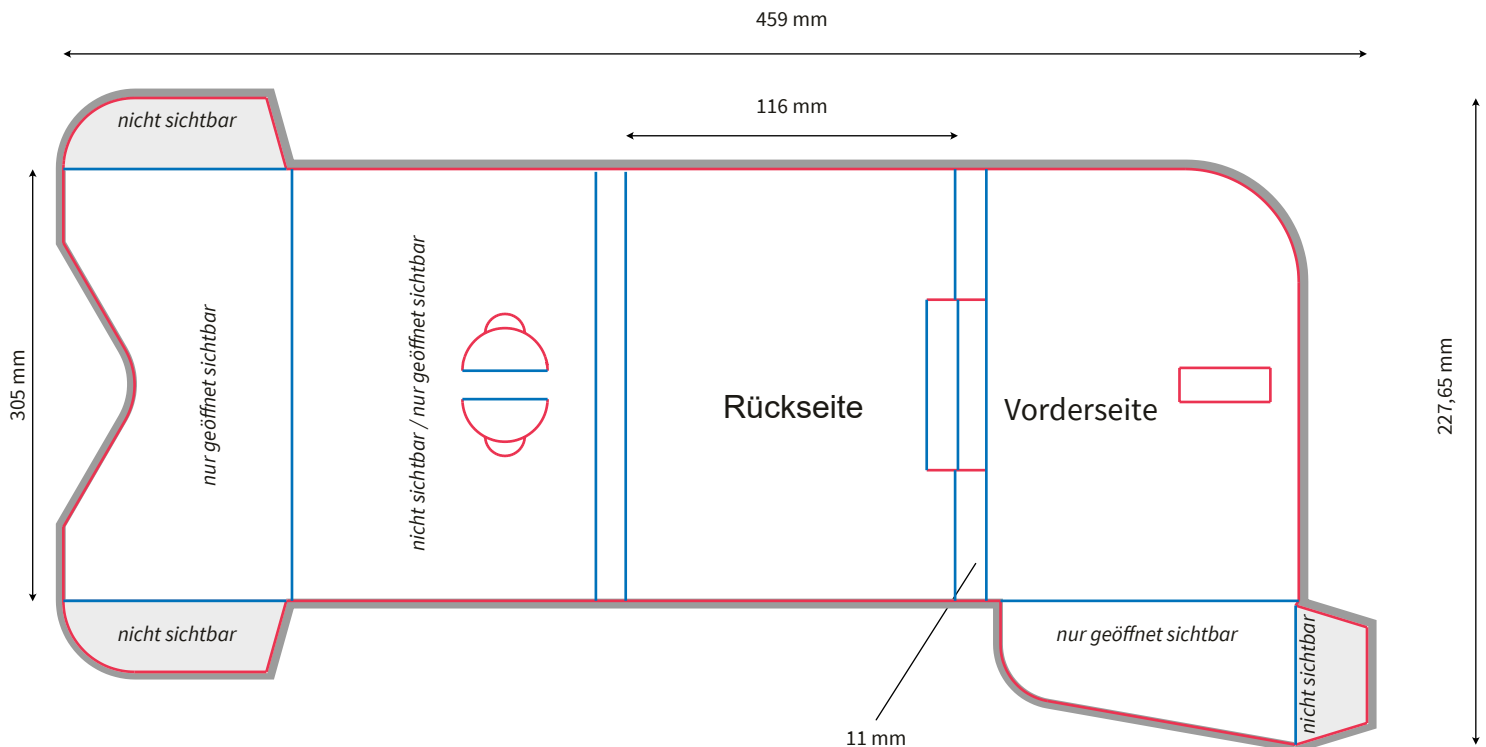 459 mm
116 mm
nicht sichtbar
305 mm
nur geöffnet sichtbar
nicht sichtbar / nur geöffnet sichtbar
Rückseite
Vorderseite
227,65 mm
nicht sichtbar
nur geöffnet sichtbar
nicht sichtbar
11 mm